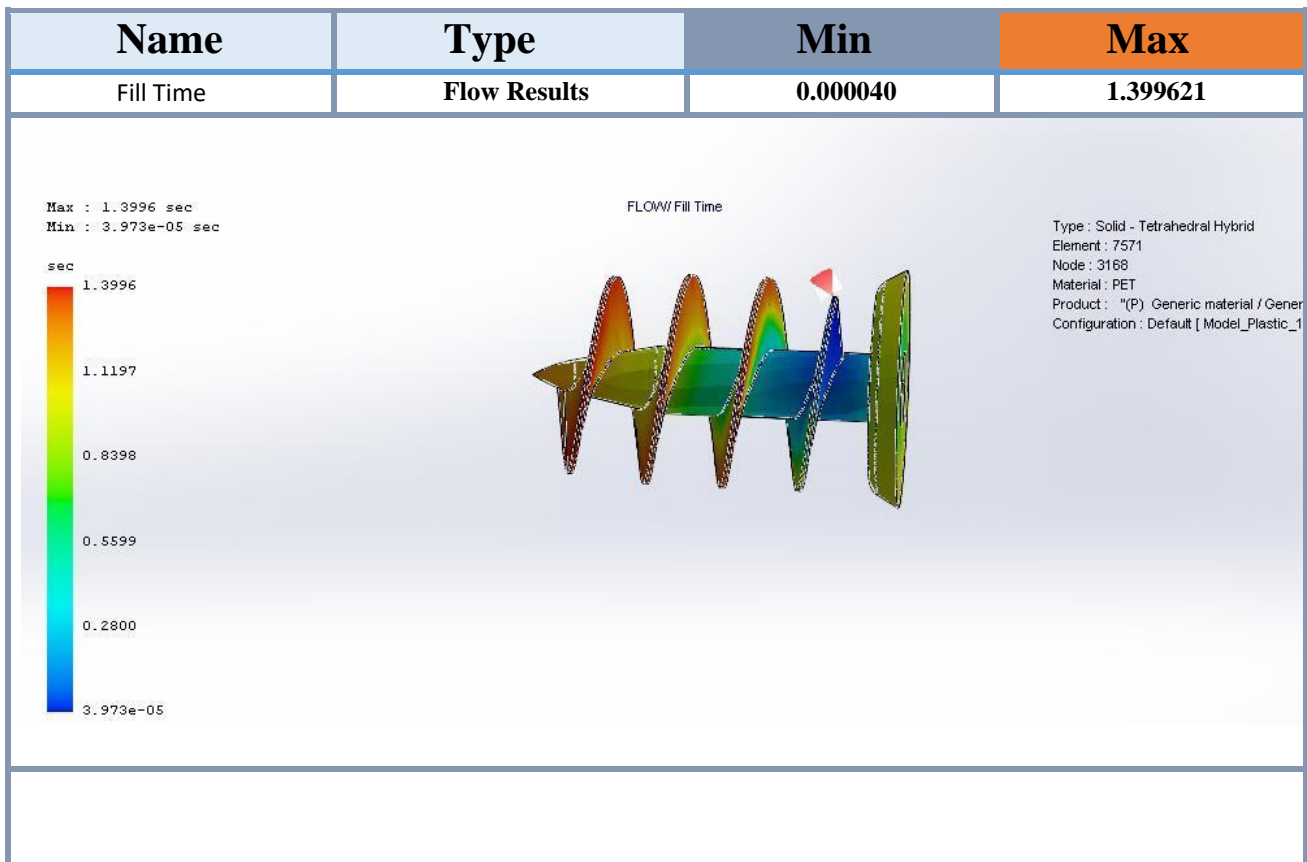 Name Type Min Max
Fill Time Flow Results 0.000040 1.399621
Max : 1.3996 sec
Min : 3.973e-05 sec
FLOW/ Fill Time
Type : Solid - Tetrahedral Hybrid
Element : 7571
Node : 3168
Material : PET
Product : "(P) Generic material / Gener
Configuration : Default [ Model_Plastic_1
sec
1.3996
1.1197
0.8398
0.5599
0.2800
3.973e-05